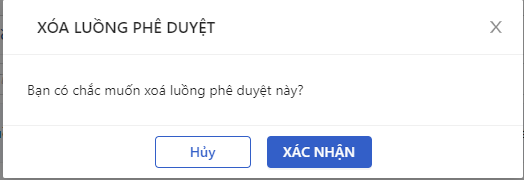 XÓA LUỒNG PHÊ DUYỆT
Bạn có chắc muốn xoá luồng phê duyệt này?
Hủy
XÁC NHẬN